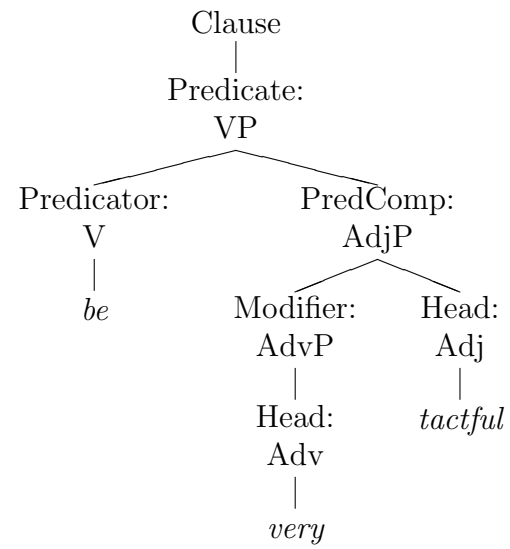 Clause
Predicate:
VP
Predicator:
V
be
PredComp:
AdjP
Modifier:
AdvP
Head:
Adv
very
Head:
Adj
tactful